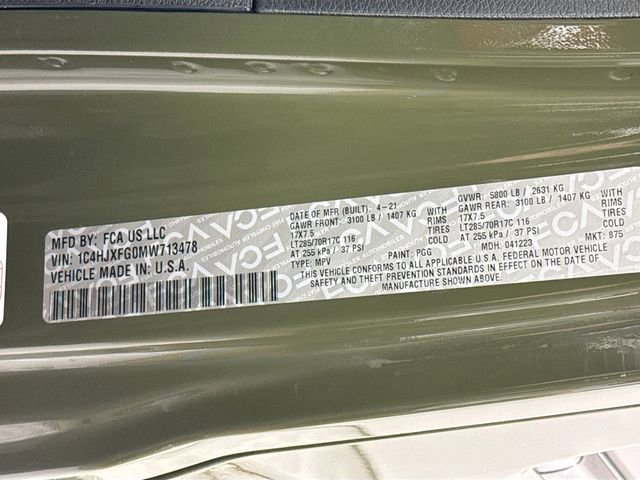 MFD BY: FCA US LLC
VIN: 1C4HJXFG0MW713478
VEHICLE MADE IN: U.S.A.
DATE OF MFR (BUILT): 4-21 GVWR: 5800 LB / 2631 KG
GAWR FRONT: 3100 LB / 1407 KG WITH GAWR REAR: 3100 LB / 1407 KG WITH
17X7.5 RIMS 17X7.5 RIMS
LT285/70R17C 116 TIRES LT285/70R17C 116 TIRES
AT 255 kPa / 37 PSI COLD AT 255 kPa / 37 PSI COLD
TYPE: MPV PAINT: PGG MDH: 041223 MKT: 875
THIS VEHICLE CONFORMS TO ALL APPLICABLE U.S.A. FEDERAL MOTOR VEHICLE
SAFETY AND THEFT PREVENTION STANDARDS IN EFFECT ON THE DATE OF
MANUFACTURE SHOWN ABOVE.